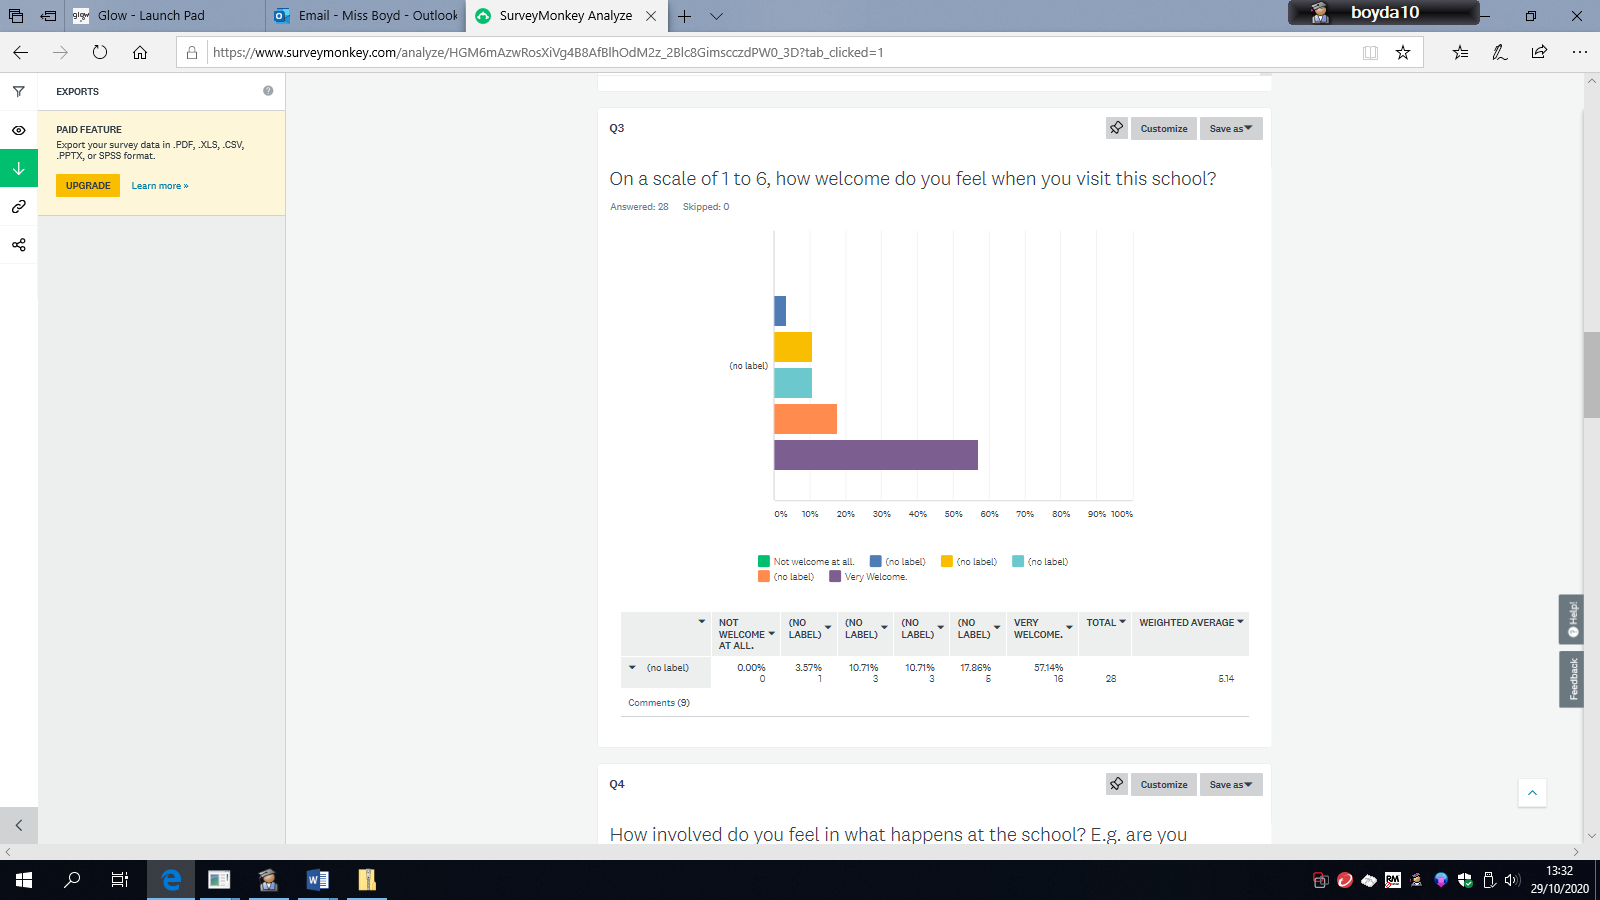 Glow - Launch Pad
Email - Miss Boyd - Outlook
SurveyMonkey Analyze
boyda10
https://www.surveymonkey.com/analyze/HGM6mAzwRosXiVg4B8AfBlhOdM2z_2Blc8GimscczdPW0_3D?tab_clicked=1
EXPORTS
PAID FEATURE
Export your survey data in .PDF, .XLS, .CSV,
.PPTX, or SPSS format.
UPGRADE Learn more »
Q3
Customize Save as
On a scale of 1 to 6, how welcome do you feel when you visit this school?
Answered: 28 Skipped: 0
(no label)
0% 10% 20% 30% 40% 50% 60% 70% 80% 90% 100%
Not welcome at all. (no label) (no label) (no label)
(no label) Very Welcome.
NOT WELCOME AT ALL. (NO LABEL) (NO LABEL) (NO LABEL) (NO LABEL) VERY WELCOME. TOTAL WEIGHTED AVERAGE
(no label) 0.00% 3.57% 10.71% 10.71% 17.86% 57.14%
0 1 3 3 5 16 28 5.14
Comments (9)
Help!
Feedback
Q4
Customize Save as
How involved do you feel in what happens at the school? E.g. are you
13:32
29/10/2020